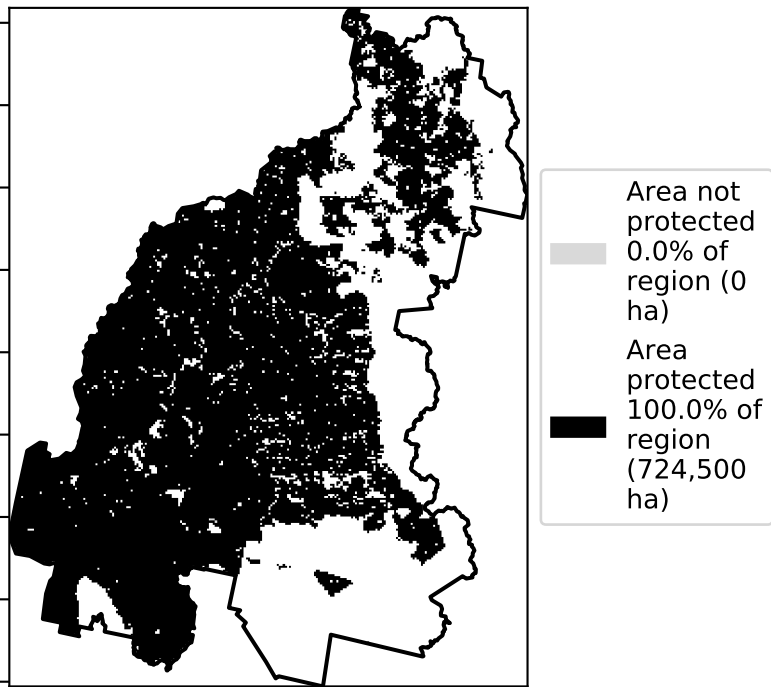 Area not
protected
0.0% of
region (0
ha)
Area
protected
100.0% of
region
(724,500
ha)